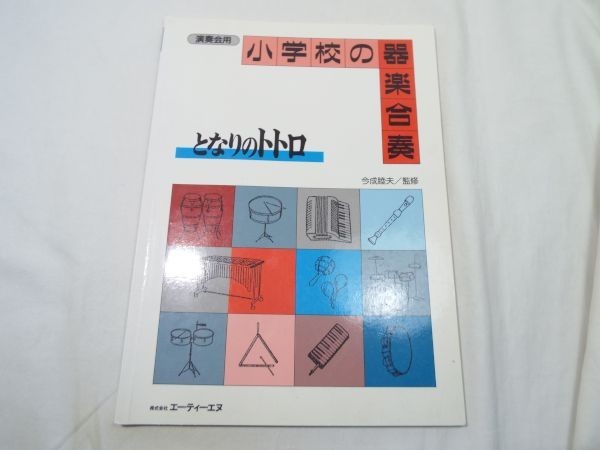 演奏会用
小学校の器楽合奏
となりのトトロ
今成睦夫/監修
株式会社 エーティーエヌ